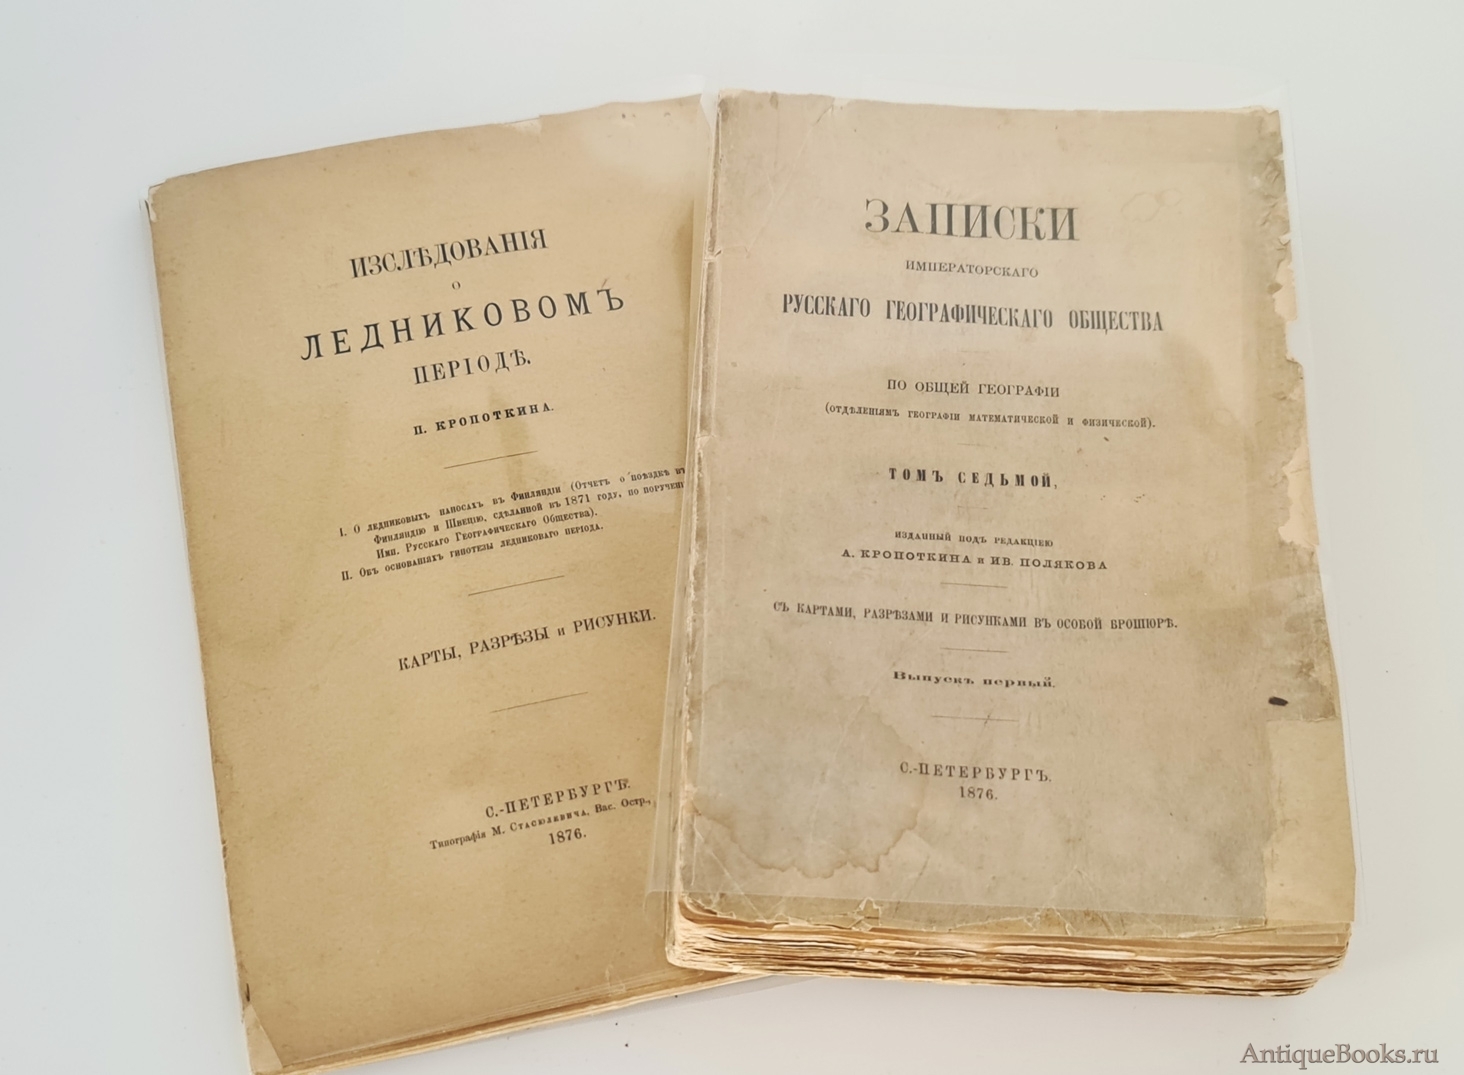 ИЗСЛѢДОВАНІЯ
О
ЛЕДНИКОВОМЪ
ПЕРІОДѢ.
П. КРОПОТКИНА.
I. О ледниковыхъ наносахъ въ Финляндіи (Отчет о поѣздкѣ въ
Финляндію и Швецію, сдѣланной въ 1871 году, по
Имп. Русскаго Географическаго Общества).
II. Объ основаніяхъ гипотезы ледниковаго періода.
КАРТЫ, РАЗРѢЗЫ и РИСУНКИ.
С.-ПЕТЕРБУРГЪ.
Типографія М. Стасюлевича, Вас. Остр.,
1876.
ЗАПИСКИ
ИМПЕРАТОРСКАГО
РУССКАГО ГЕОГРАФИЧЕСКАГО ОБЩЕСТВА
ПО ОБЩЕЙ ГЕОГРАФІИ
(ОТДѢЛЕНІЯМЪ ГЕОГРАФІИ МАТЕМАТИЧЕСКОЙ И ФИЗИЧЕСКОЙ).
ТОМЪ СЕДЬМОЙ,
ИЗДАННЫЙ ПОДЪ РЕДАКЦІЕЮ
А. КРОПОТКИНА и ИВ. ПОЛЯКОВА
СЪ КАРТАМИ, РАЗРѢЗАМИ И РИСУНКАМИ ВЪ ОСОБОЙ БРОШЮРѢ.
Выпускъ первый.
С.-ПЕТЕРБУРГЪ.
1876.
AntiqueBooks.ru